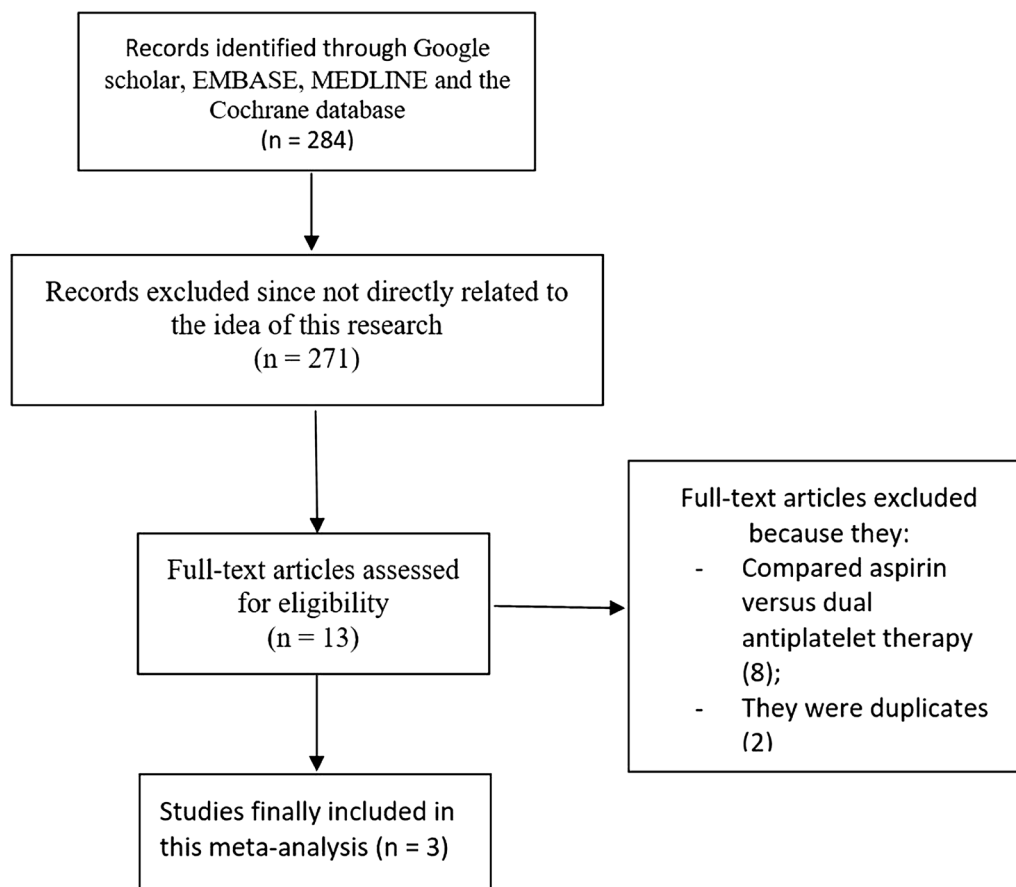 Records identified through Google
scholar, EMBASE, MEDLINE and the
Cochrane database
(n = 284)
Records excluded since not directly related to
the idea of this research
(n = 271)
Full-text articles assessed
for eligibility
(n = 13)
Full-text articles excluded
because they:
- Compared aspirin
versus dual
antiplatelet therapy
(8);
- They were duplicates
(2)
Studies finally included in
this meta-analysis (n = 3)